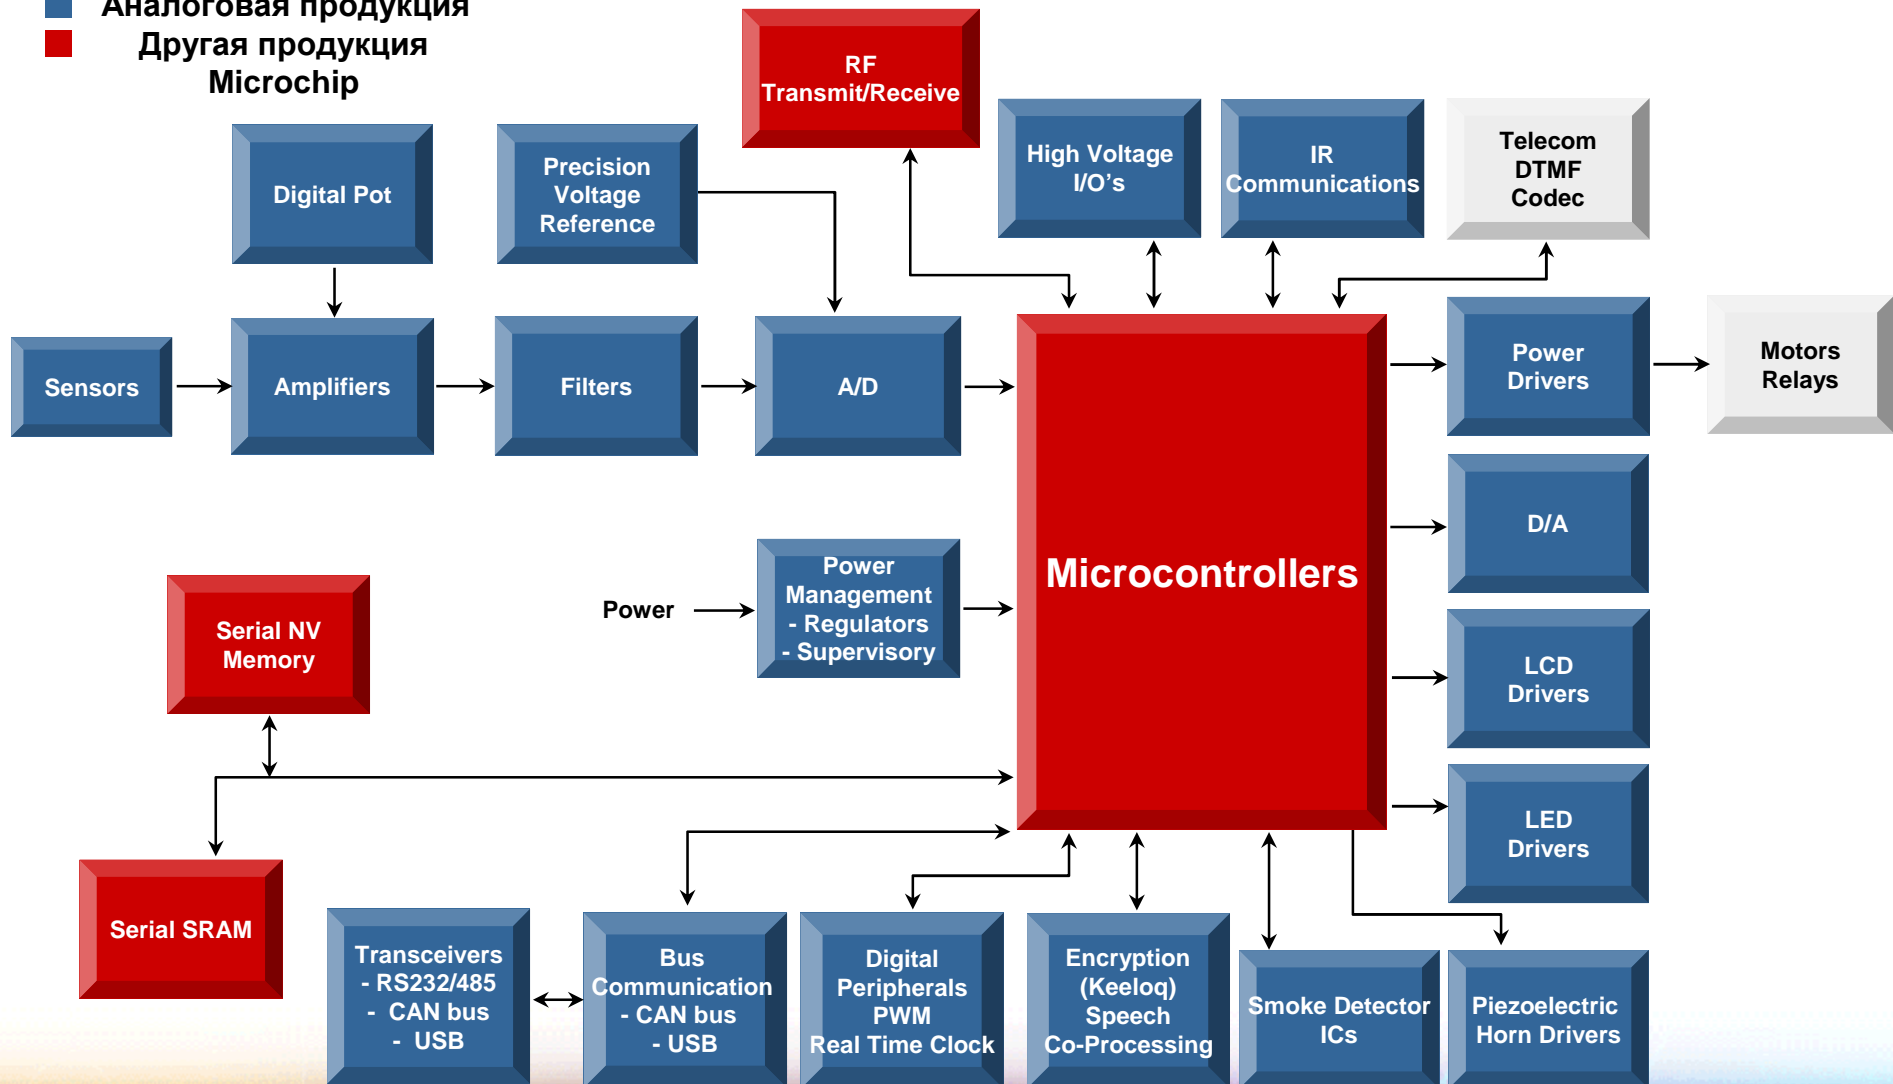 Аналоговая продукция
Другая продукция
Microchip
RF
Transmit/Receive
Digital Pot
Precision
Voltage
Reference
High Voltage
I/O’s
IR
Communications
Telecom
DTMF
Codec
Sensors
Amplifiers
Filters
A/D
Microcontrollers
Power
Drivers
Motors
Relays
D/A
Power
Power
Management
- Regulators
- Supervisory
Serial NV
Memory
LCD
Drivers
LED
Drivers
Serial SRAM
Transceivers
- RS232/485
- CAN bus
- USB
Bus
Communication
- CAN bus
- USB
Digital
Peripherals
PWM
Real Time Clock
Encryption
(Keeloq)
Speech
Co-Processing
Smoke Detector
ICs
Piezoelectric
Horn Drivers